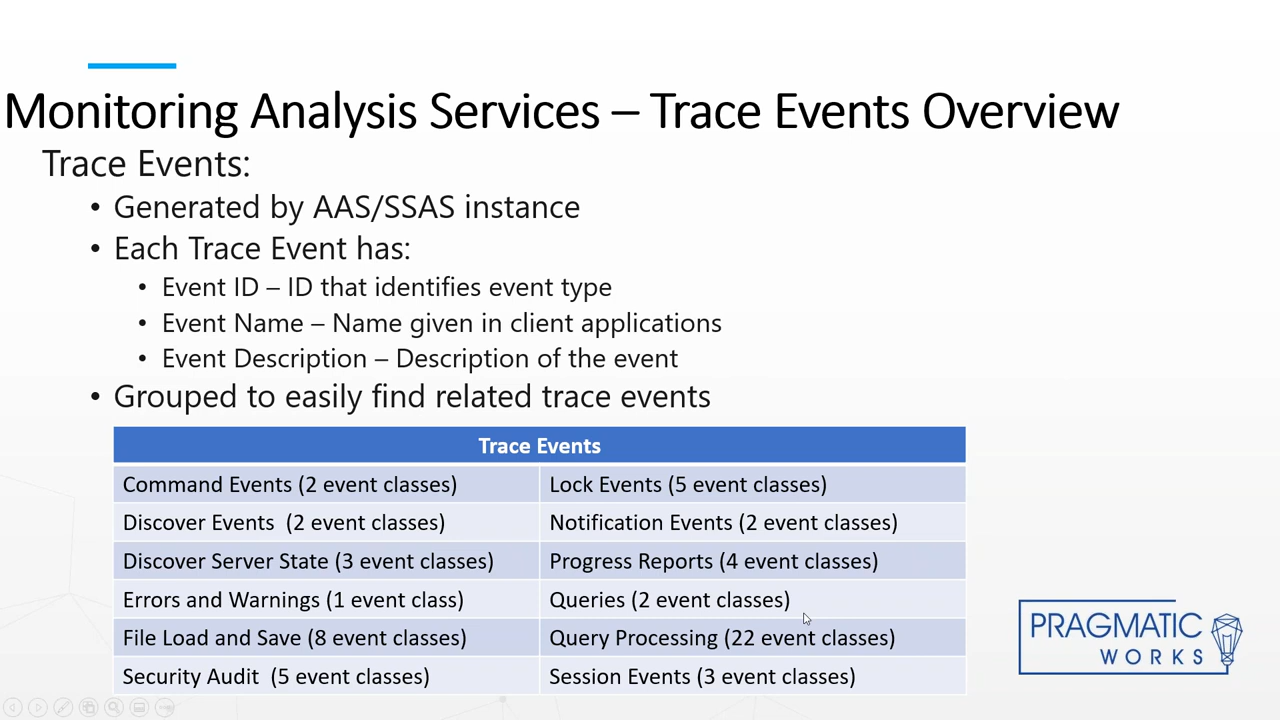 Monitoring Analysis Services – Trace Events Overview
Trace Events:
• Generated by AAS/SSAS instance
• Each Trace Event has:
• Event ID – ID that identifies event type
• Event Name – Name given in client applications
• Event Description – Description of the event
• Grouped to easily find related trace events
Trace Events
Command Events (2 event classes) Lock Events (5 event classes)
Discover Events  (2 event classes) Notification Events (2 event classes)
Discover Server State (3 event classes) Progress Reports (4 event classes)
Errors and Warnings (1 event class) Queries (2 event classes)
File Load and Save (8 event classes) Query Processing (22 event classes)
Security Audit  (5 event classes) Session Events (3 event classes)
PRAGMATIC
WORKS